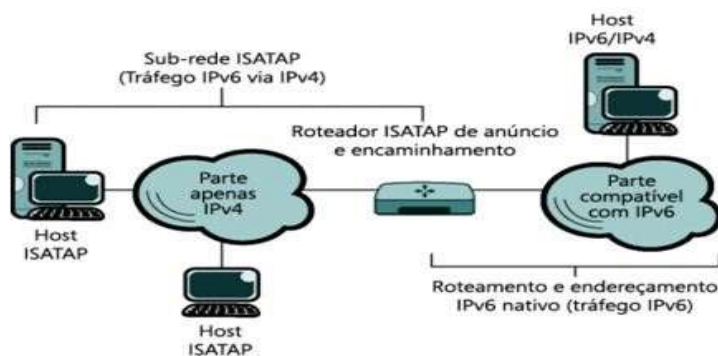 Host
IPv6/IPv4
Sub-rede ISATAP
(Tráfego IPv6 via IPv4)
Roteador ISATAP de anúncio
e encaminhamento
Parte
apenas
IPv4
Parte
compatível
com IPv6
Host
ISATAP
Roteamento e endereçamento
IPv6 nativo (tráfego IPv6)
Host
ISATAP